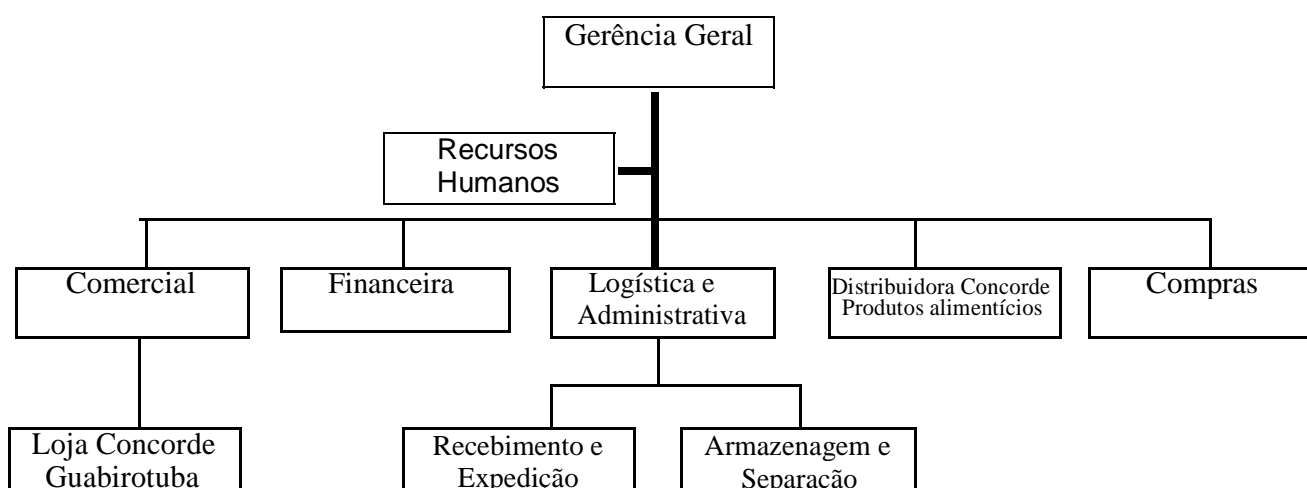 Gerência Geral
Recursos
Humanos
Comercial
Financeira
Logística e
Administrativa
Distribuidora Concorde
Produtos alimentícios
Compras
Loja Concorde
Guabirotuba
Recebimento e
Expedição
Armazenagem e
Separação